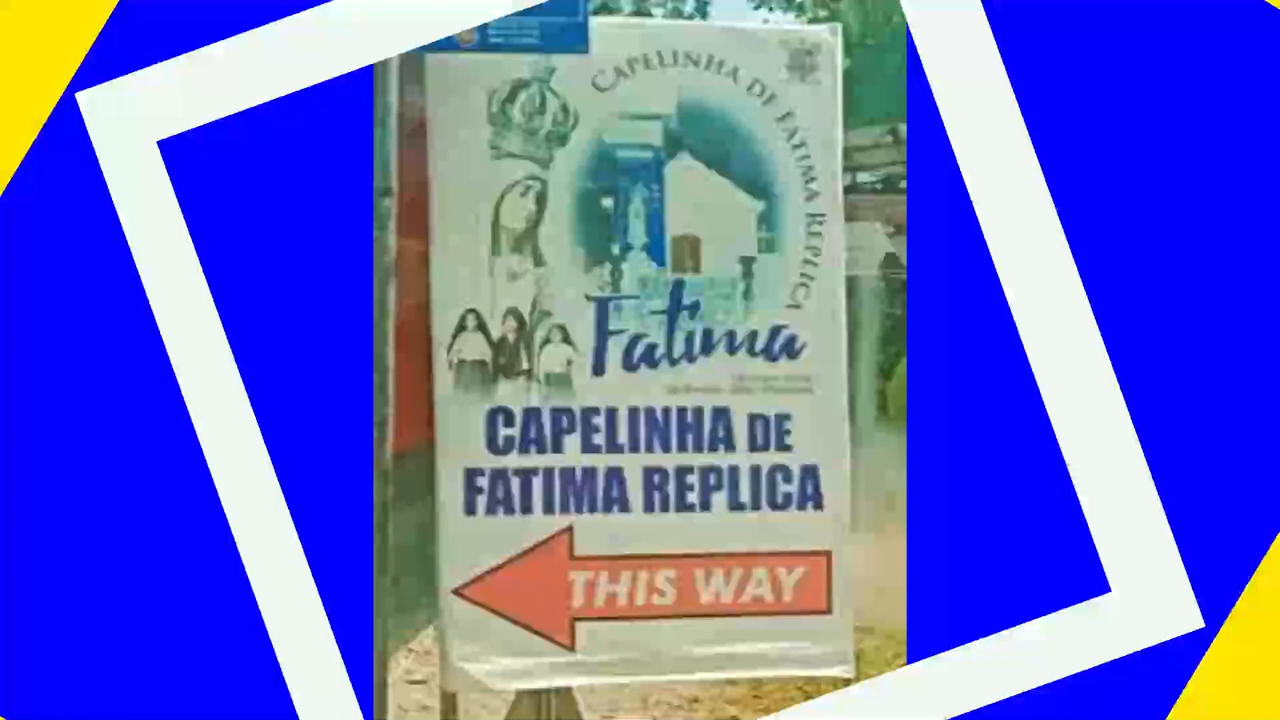 CAPELINHA DE FATIMA REPLICA
Fatima
CAPELINHA DE
FATIMA REPLICA
THIS WAY